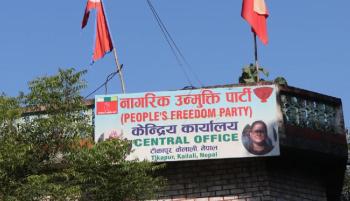 नागरिक उन्मुक्ति पार्टी
(PEOPLE'S FREEDOM PARTY)
केन्द्रिय कार्यालय
CENTRAL OFFICE
टीकापुर कैलाली नेपाल
Tikapur, Kailali, Nepal